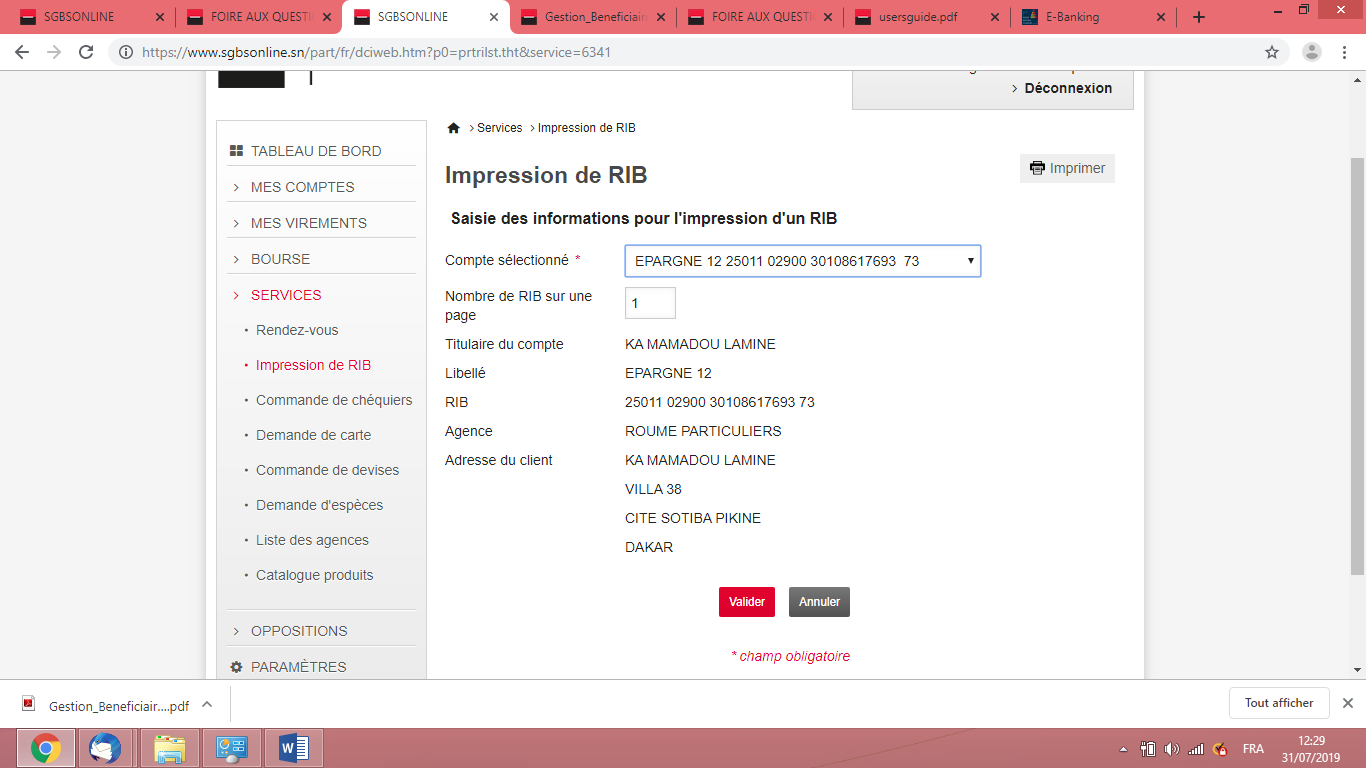 SGBSONLINE
FOIRE AUX QUESTI
SGBSONLINE
Gestion_Beneficiair
FOIRE AUX QUESTI
usersguide.pdf
E-Banking
https://www.sgbsonline.sn/part/fr/dciweb.htm?p0=prtrilst.tht&service=6341
> Déconnexion
> Services > Impression de RIB
TABLEAU DE BORD
> MES COMPTES
> MES VIREMENTS
> BOURSE
> SERVICES
• Rendez-vous
• Impression de RIB
• Commande de chéquiers
• Demande de carte
• Commande de devises
• Demande d'espèces
• Liste des agences
• Catalogue produits
> OPPOSITIONS
PARAMÈTRES
Impression de RIB
Imprimer
Saisie des informations pour l'impression d'un RIB
Compte sélectionné * EPARGNE 12 25011 02900 30108617693 73
Nombre de RIB sur une
page
1
Titulaire du compte KA MAMADOU LAMINE
Libellé EPARGNE 12
RIB 25011 02900 30108617693 73
Agence ROUME PARTICULIERS
Adresse du client KA MAMADOU LAMINE
VILLA 38
CITE SOTIBA PIKINE
DAKAR
Valider Annuler
* champ obligatoire
Gestion_Beneficiair....pdf
Tout afficher
FRA
12:29
31/07/2019